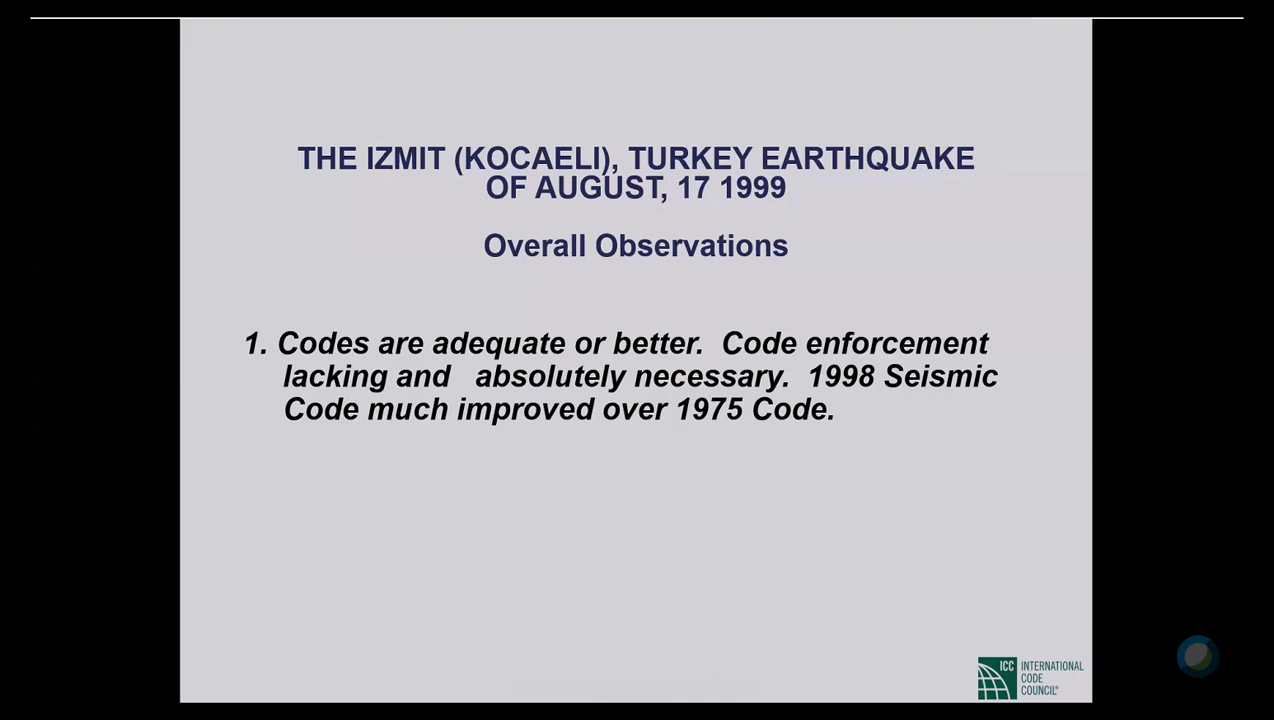 THE IZMIT (KOCAELI), TURKEY EARTHQUAKE
OF AUGUST, 17 1999
Overall Observations
1. Codes are adequate or better. Code enforcement
lacking and absolutely necessary. 1998 Seismic
Code much improved over 1975 Code.
ICC
INTERNATIONAL
CODE
COUNCIL®